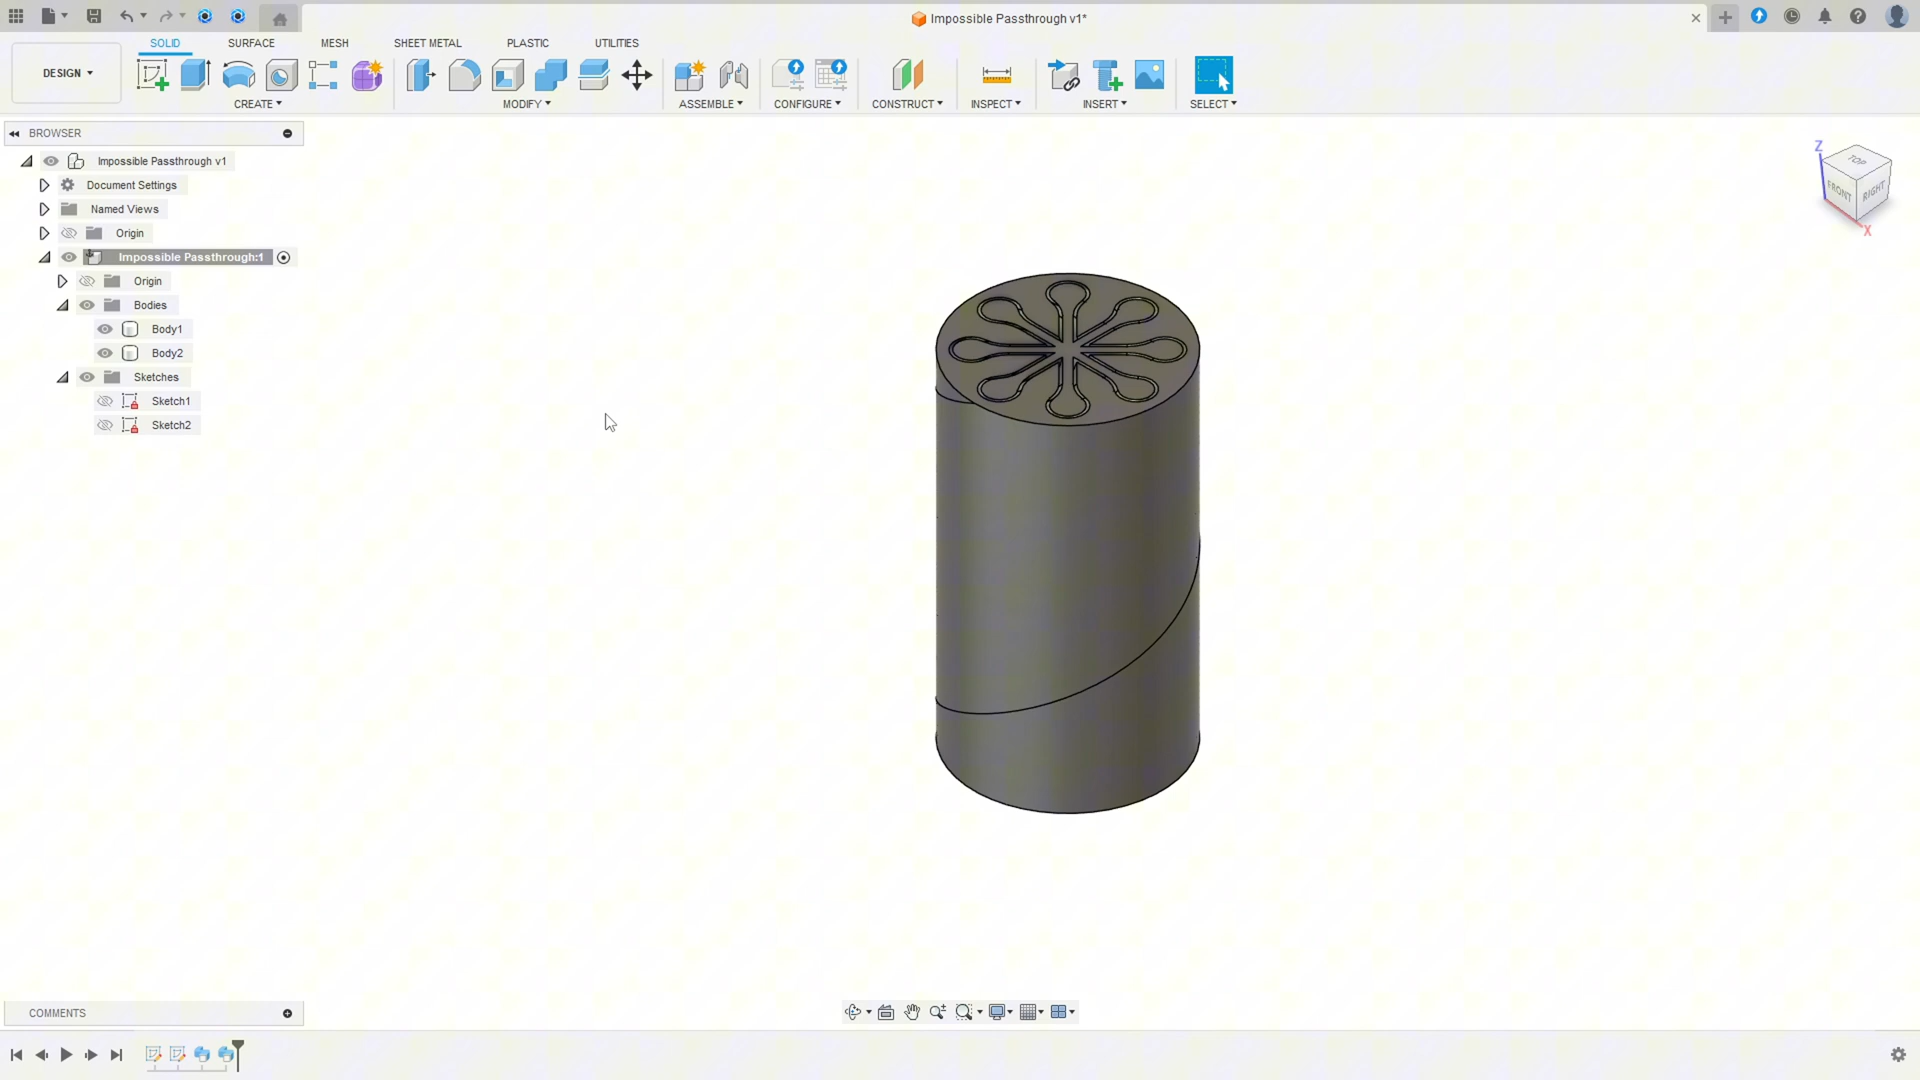 Impossible Passthrough v1*
SOLID SURFACE MESH SHEET METAL PLASTIC UTILITIES
DESIGN
CREATE MODIFY ASSEMBLE CONFIGURE CONSTRUCT INSPECT INSERT SELECT
BROWSER
Impossible Passthrough v1
Document Settings
Named Views
Origin
Impossible Passthrough:1
Origin
Bodies
Body1
Body2
Sketches
Sketch1
Sketch2
Z
TOP
FRONT
RIGHT
X
COMMENTS